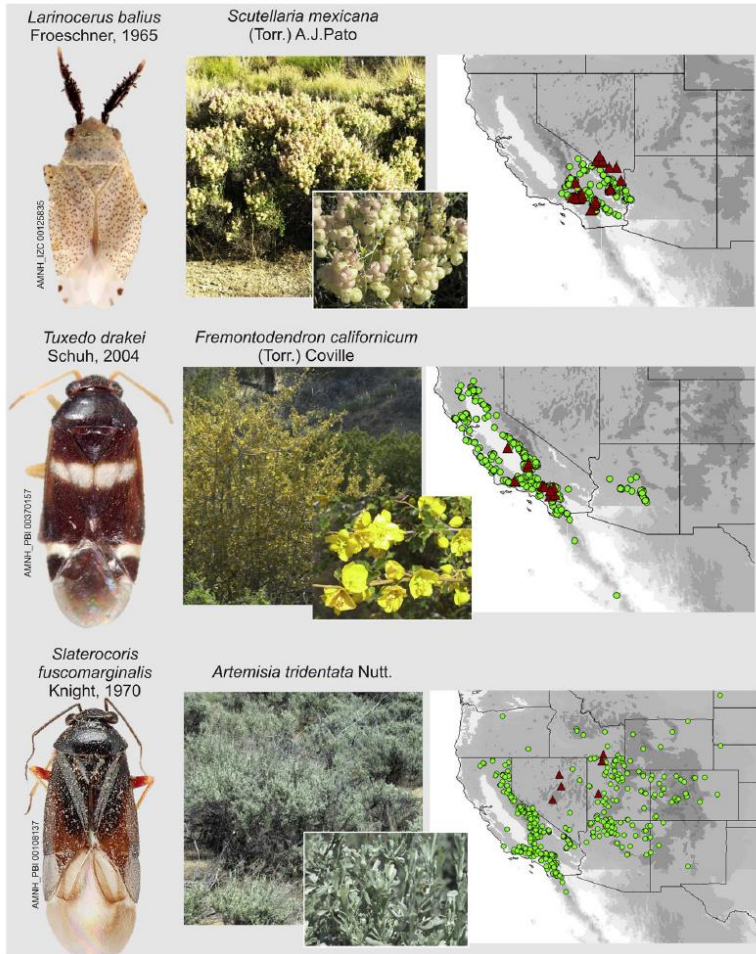 Larinocerus balius
Froeschner, 1965
Scutellaria mexicana
(Torr.) A.J.Pato
AMNH_IZC 00125835
Tuxedo drakei
Schuh, 2004
Fremontodendron californicum
(Torr.) Coville
AMNH_PBI 00370157
Slaterocoris
fuscomarginalis
Knight, 1970
Artemisia tridentata Nutt.
AMNH_PBI 00108137